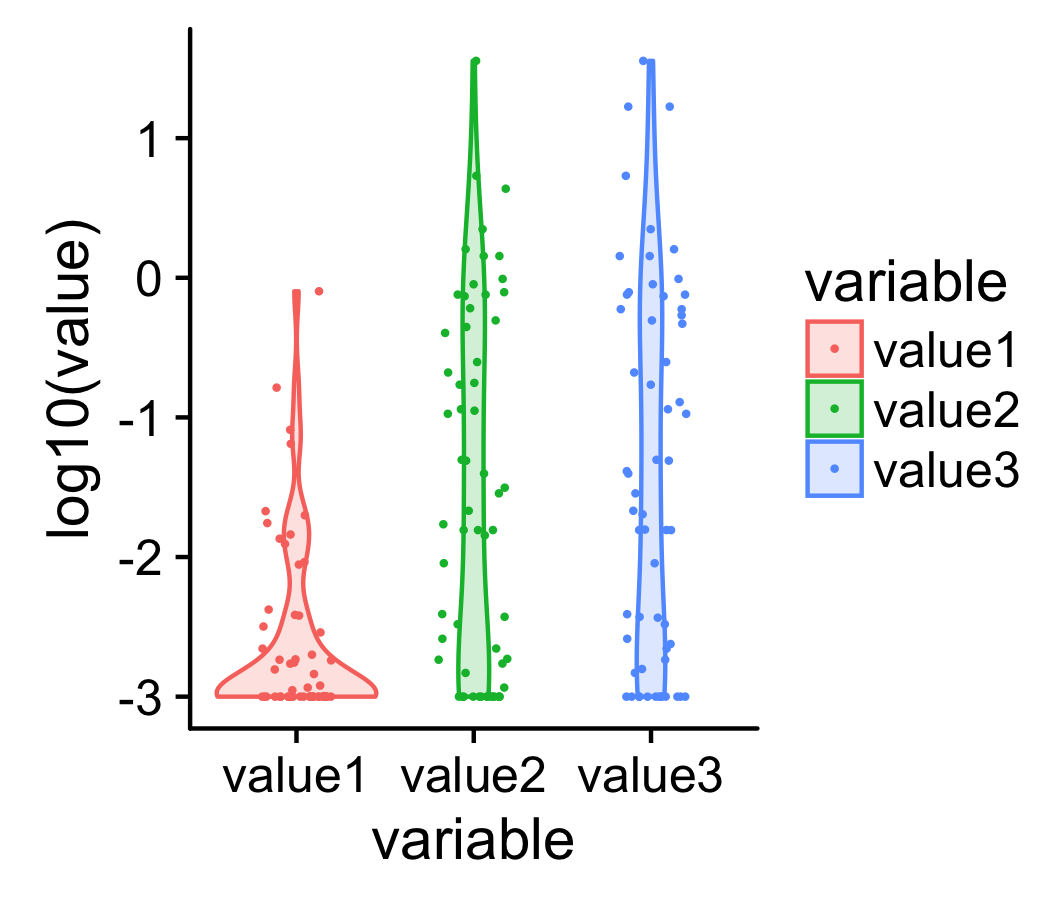 log10(value)
1
0
-1
-2
-3
value1 value2 value3
variable
variable
value1
value2
value3